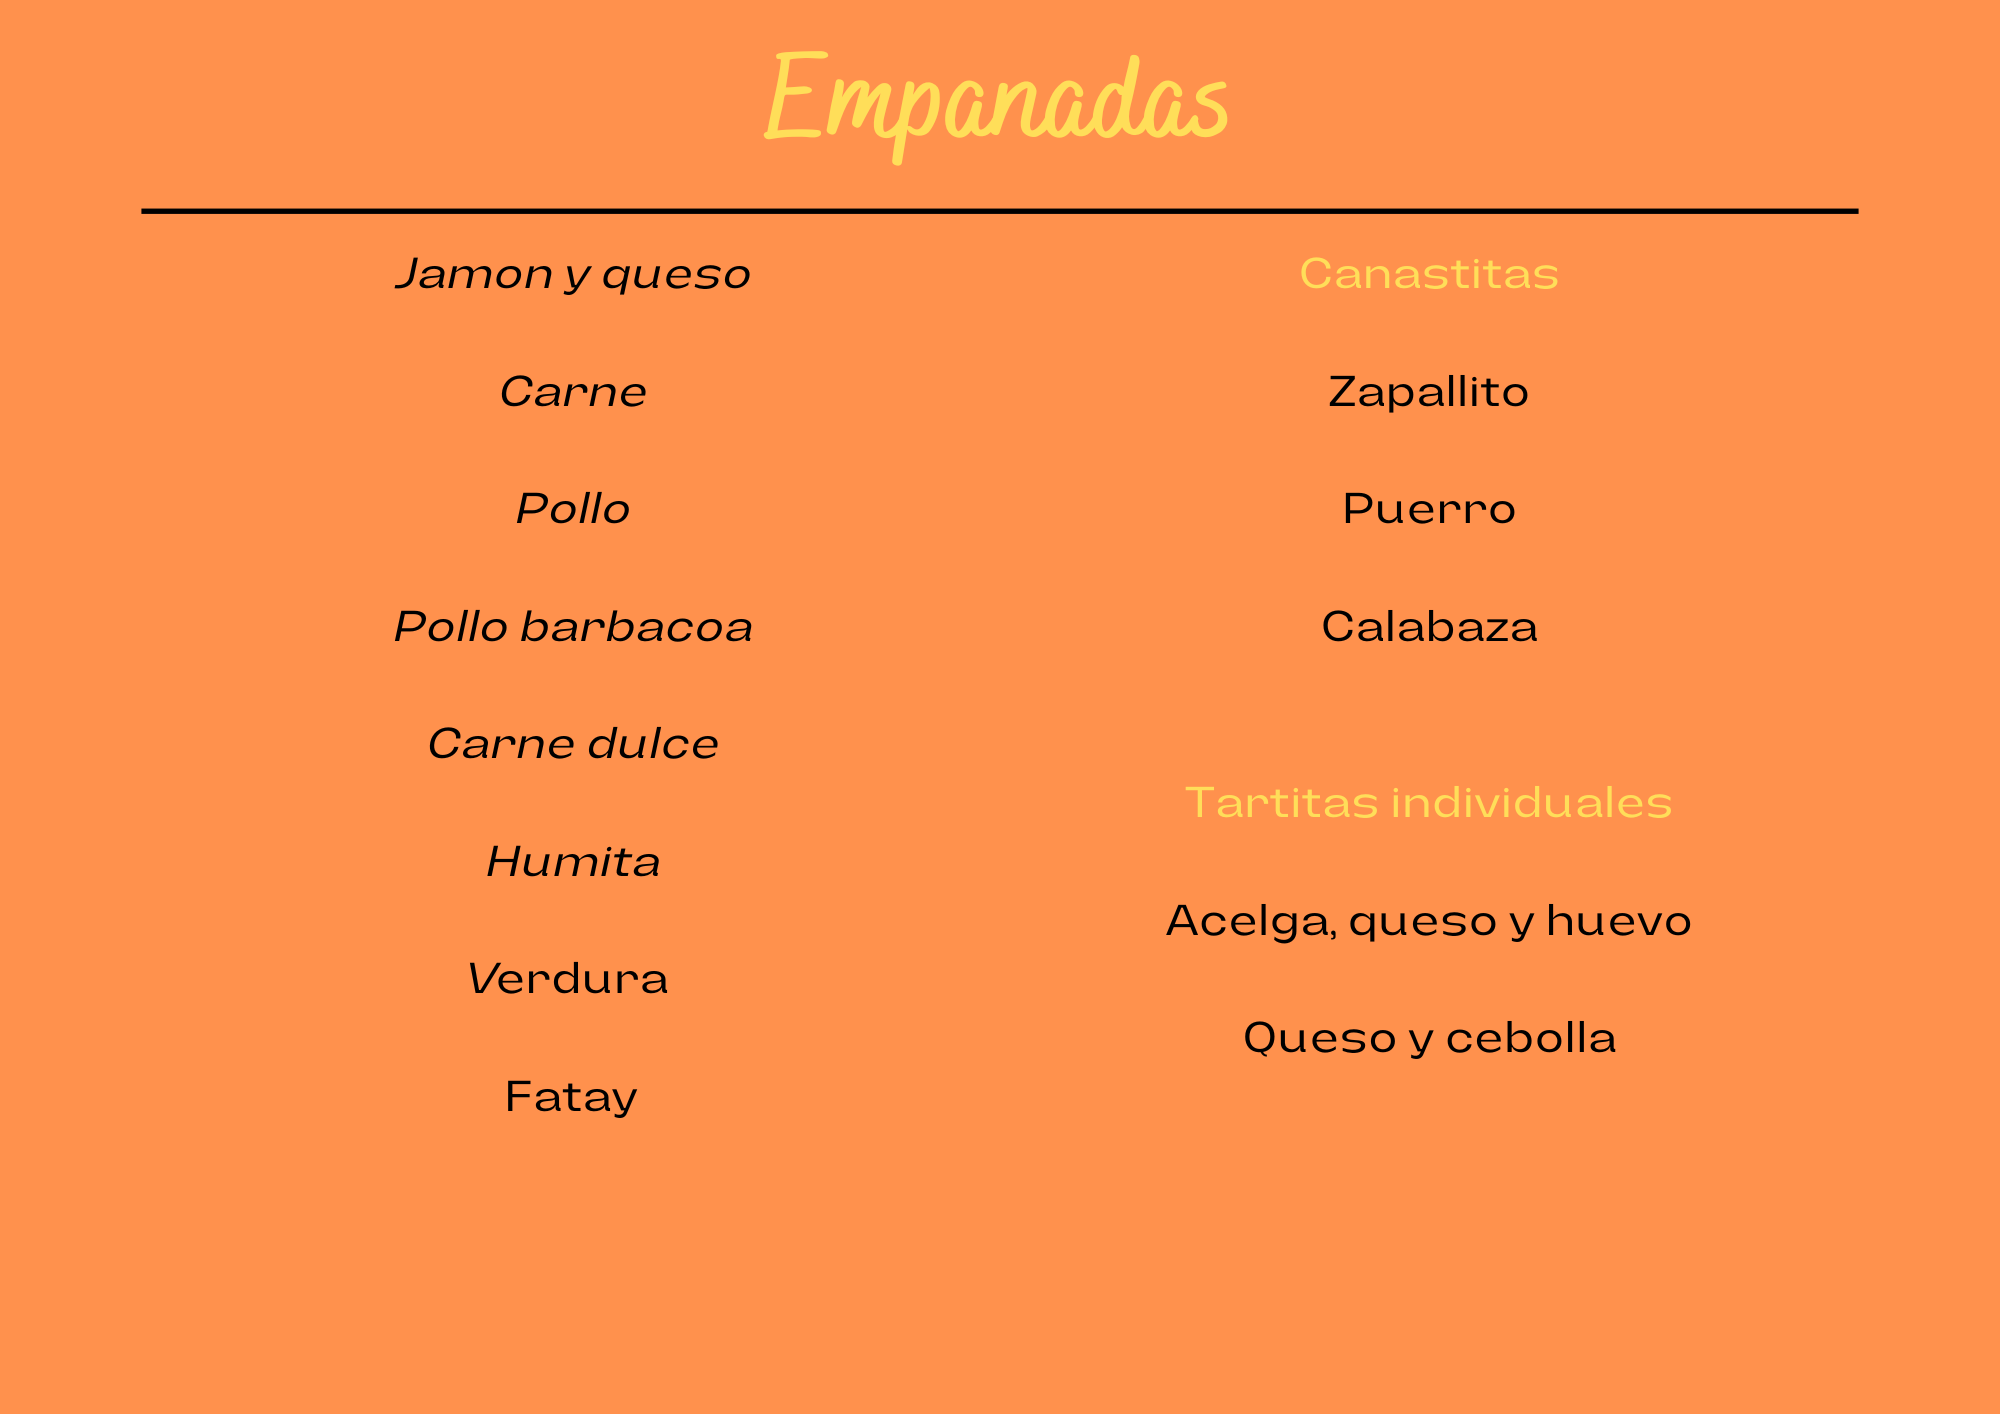 Empanadas
Jamon y queso
Carne
Pollo
Pollo barbacoa
Carne dulce
Humita
Verdura
Fatay
Canastitas
Zapallito
Puerro
Calabaza
Tartitas individuales
Acelga, queso y huevo
Queso y cebolla